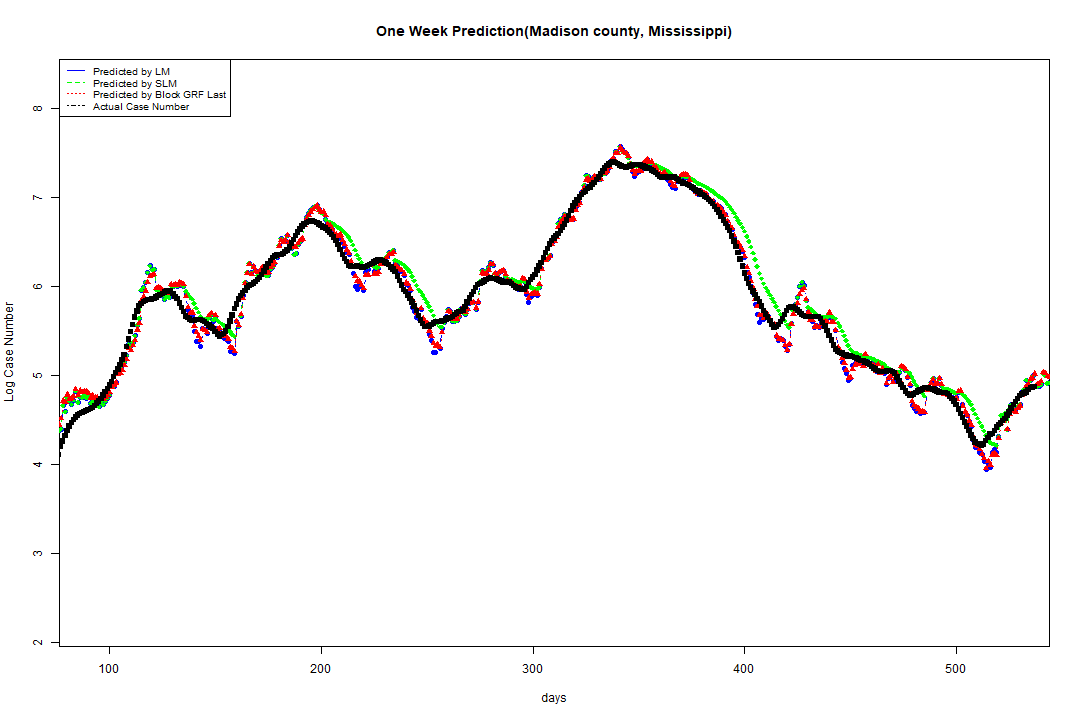 One Week Prediction(Madison county, Mississippi)
Predicted by LM
Predicted by SLM
Predicted by Block GRF Last
Actual Case Number
8
7
6
5
4
3
2
Log Case Number
100 200 300 400 500
days